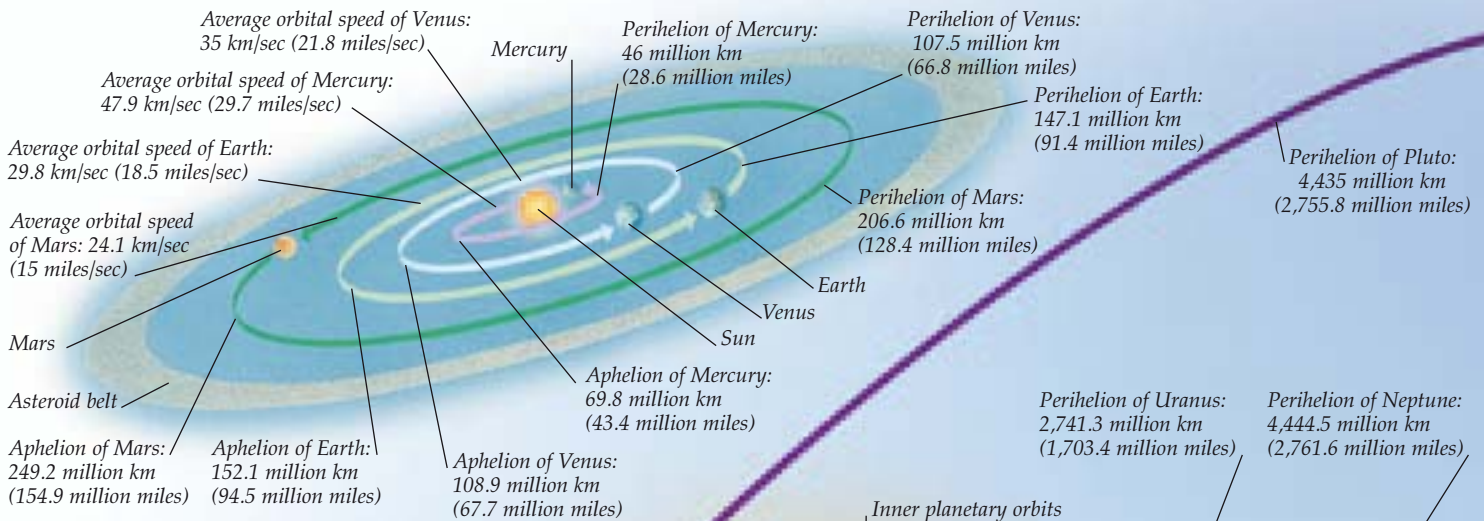 Average orbital speed of Venus:
35 km/sec (21.8 miles/sec)
Mercury
Perihelion of Mercury:
46 million km
(28.6 million miles)
Perihelion of Venus:
107.5 million km
(66.8 million miles)
Average orbital speed of Mercury:
47.9 km/sec (29.7 miles/sec)
Perihelion of Earth:
147.1 million km
(91.4 million miles)
Average orbital speed of Earth:
29.8 km/sec (18.5 miles/sec)
Perihelion of Pluto:
4,435 million km
(2,755.8 million miles)
Average orbital speed
of Mars: 24.1 km/sec
(15 miles/sec)
Perihelion of Mars:
206.6 million km
(128.4 million miles)
Earth
Venus
Sun
Mars
Asteroid belt
Aphelion of Mercury:
69.8 million km
(43.4 million miles)
Perihelion of Uranus:
2,741.3 million km
(1,703.4 million miles)
Perihelion of Neptune:
4,444.5 million km
(2,761.6 million miles)
Aphelion of Mars:
249.2 million km
(154.9 million miles)
Aphelion of Earth:
152.1 million km
(94.5 million miles)
Aphelion of Venus:
108.9 million km
(67.7 million miles)
Inner planetary orbits